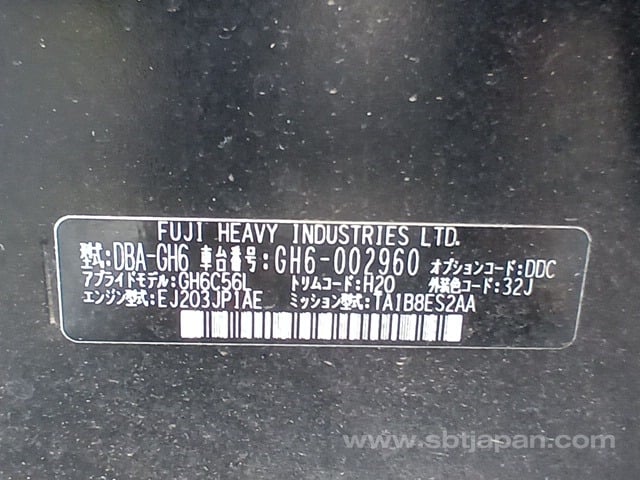 FUJI HEAVY INDUSTRIES LTD.
型式:DBA-GH6 車台番号:GH6-002960 オプションコード:DDC
アプライドモデル:GH6C56L トリムコード:H20 外装色コード:32J
エンジン型式:EJ203JP1AE ミッション型式:TA1B8ES2AA
www.sbtjapan.com